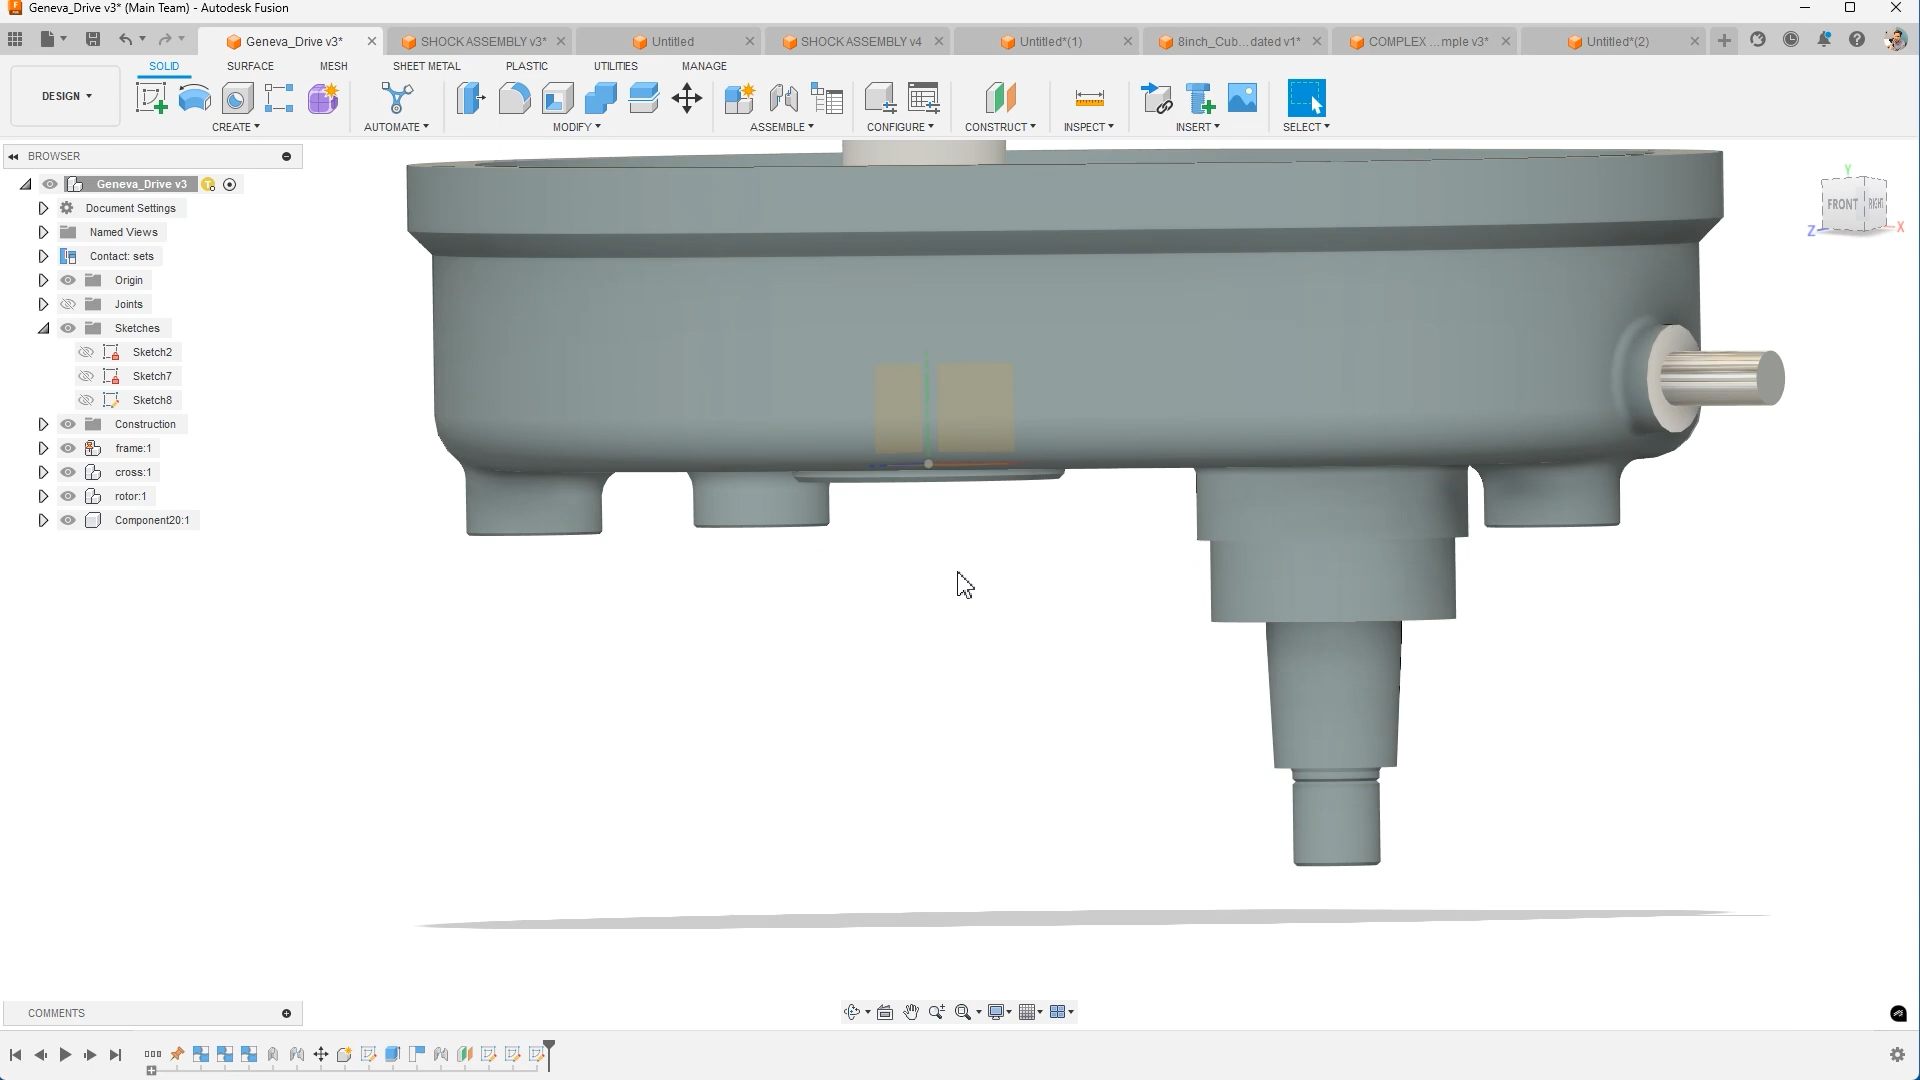 Geneva_Drive v3* (Main Team) - Autodesk Fusion
Geneva_Drive v3*
SHOCK ASSEMBLY v3*
Untitled
SHOCK ASSEMBLY v4
Untitled*(1)
8inch_Cub...dated v1*
COMPLEX ...mple v3*
Untitled*(2)
SOLID
SURFACE
MESH
SHEET METAL
PLASTIC
UTILITIES
MANAGE
DESIGN
CREATE
AUTOMATE
MODIFY
ASSEMBLE
CONFIGURE
CONSTRUCT
INSPECT
INSERT
SELECT
BROWSER
Geneva_Drive v3
Document Settings
Named Views
Contact: sets
Origin
Joints
Sketches
Sketch2
Sketch7
Sketch8
Construction
frame:1
cross:1
rotor:1
Component20:1
Y
FRONT
RIGHT
Z
X
COMMENTS